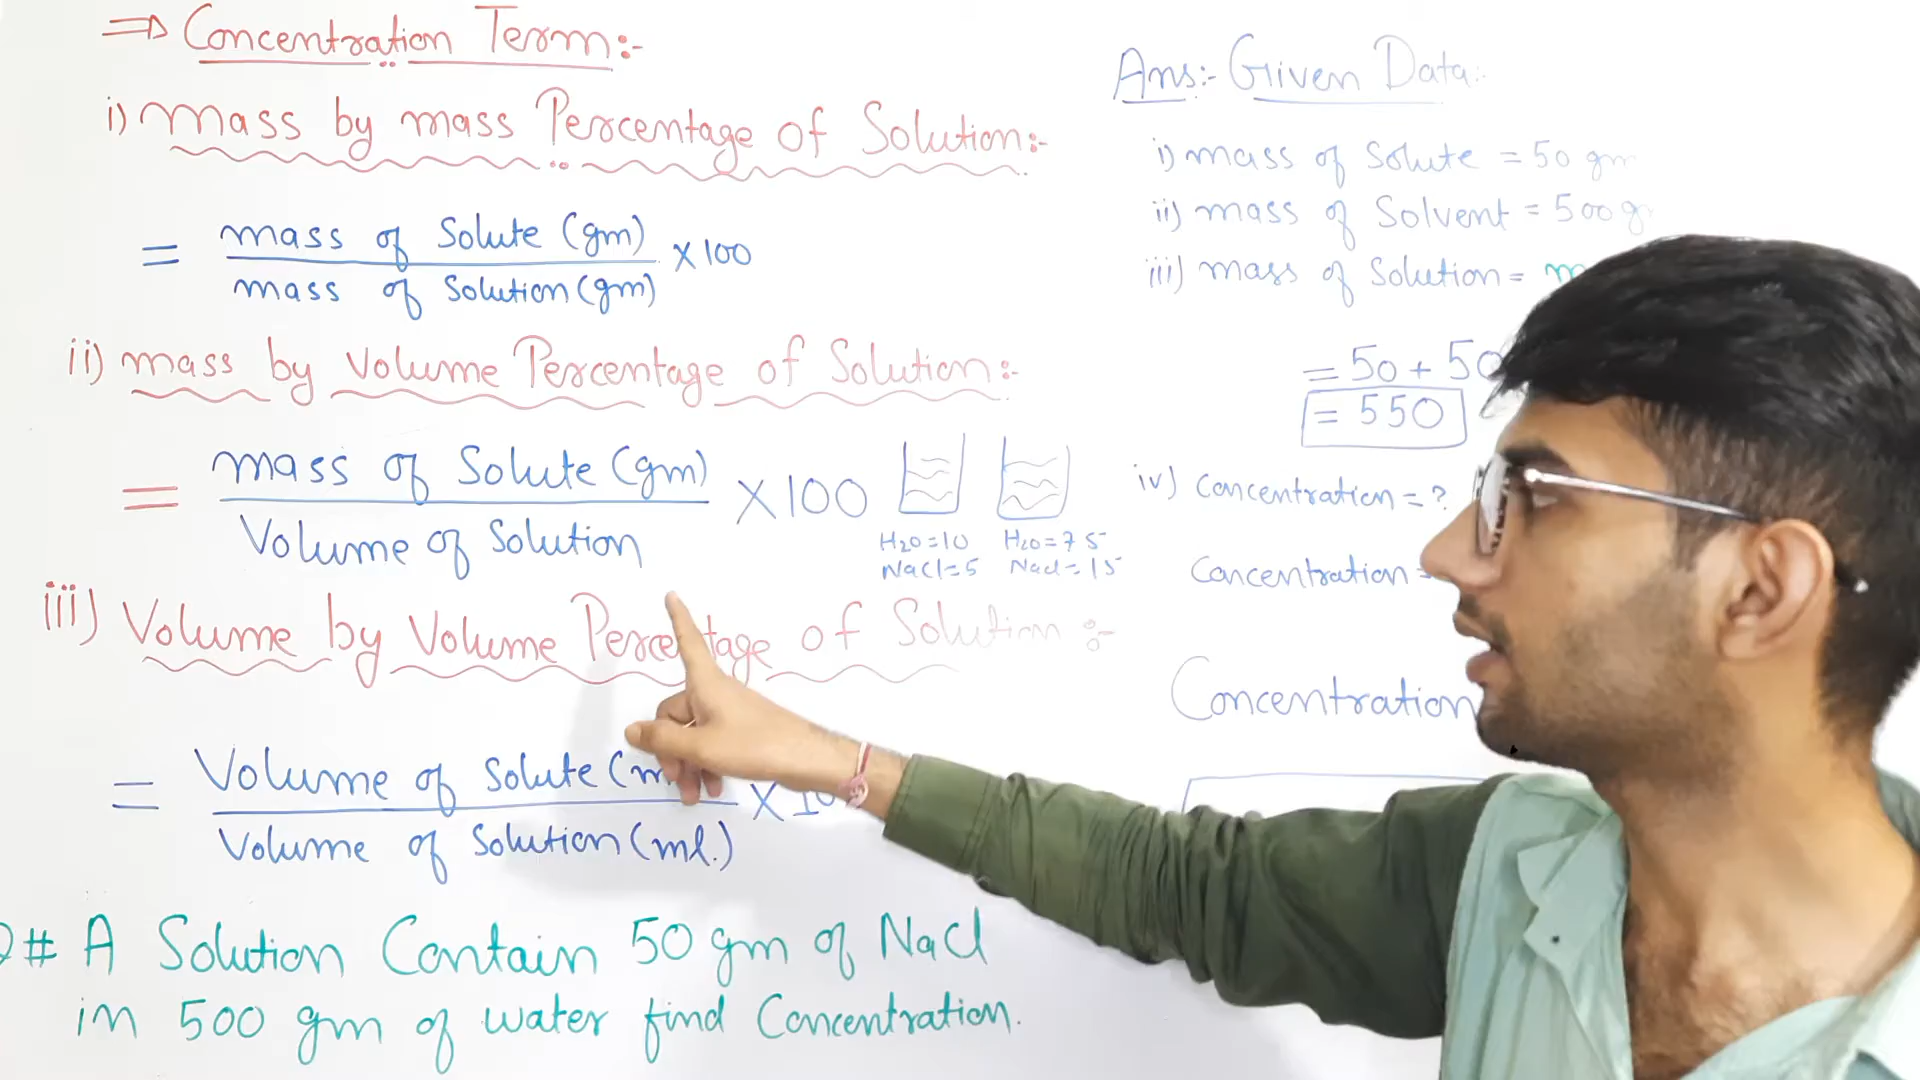 ⇒ Concentration Term:-
i) Mass by mass Percentage of Solution:-
= mass of Solute (gm) / mass of Solution (gm) × 100
ii) mass by Volume Percentage of Solution:-
= mass of Solute (gm) / Volume of Solution × 100
H20=10
NaCl=5
H20=75
Nacl=15
iii) Volume by Volume Percentage of Solution :-
= Volume of Solute / Volume of Solution (ml.) × 10
# A Solution Contain 50 gm of NaCl
in 500 gm of water find Concentration.
Ans:- Given Data:-
i) mass of Solute = 50 gm
ii) mass of Solvent = 500 g
iii) mass of Solution =
= 50 + 50
= 550
iv) Concentration = ?
Concentration =
Concentration